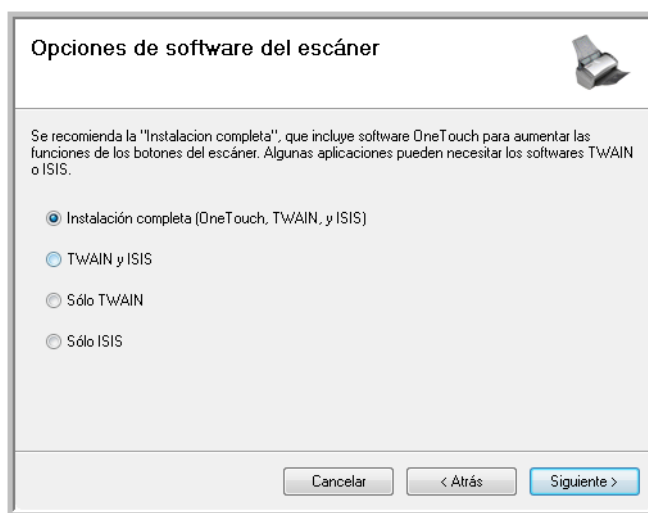 Opciones de software del escáner
Se recomienda la "Instalacion completa", que incluye software OneTouch para aumentar las
funciones de los botones del escáner. Algunas aplicaciones pueden necesitar los softwares TWAIN
o ISIS.
Instalación completa (OneTouch, TWAIN, y ISIS)
TWAIN y ISIS
Sólo TWAIN
Sólo ISIS
Cancelar
< Atrás
Siguiente >